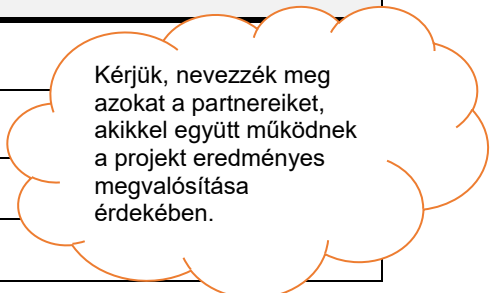 Kérjük, nevezzék meg
azokat a partnereiket,
akikkel együtt működnek
a projekt eredményes
megvalósítása
érdekében.